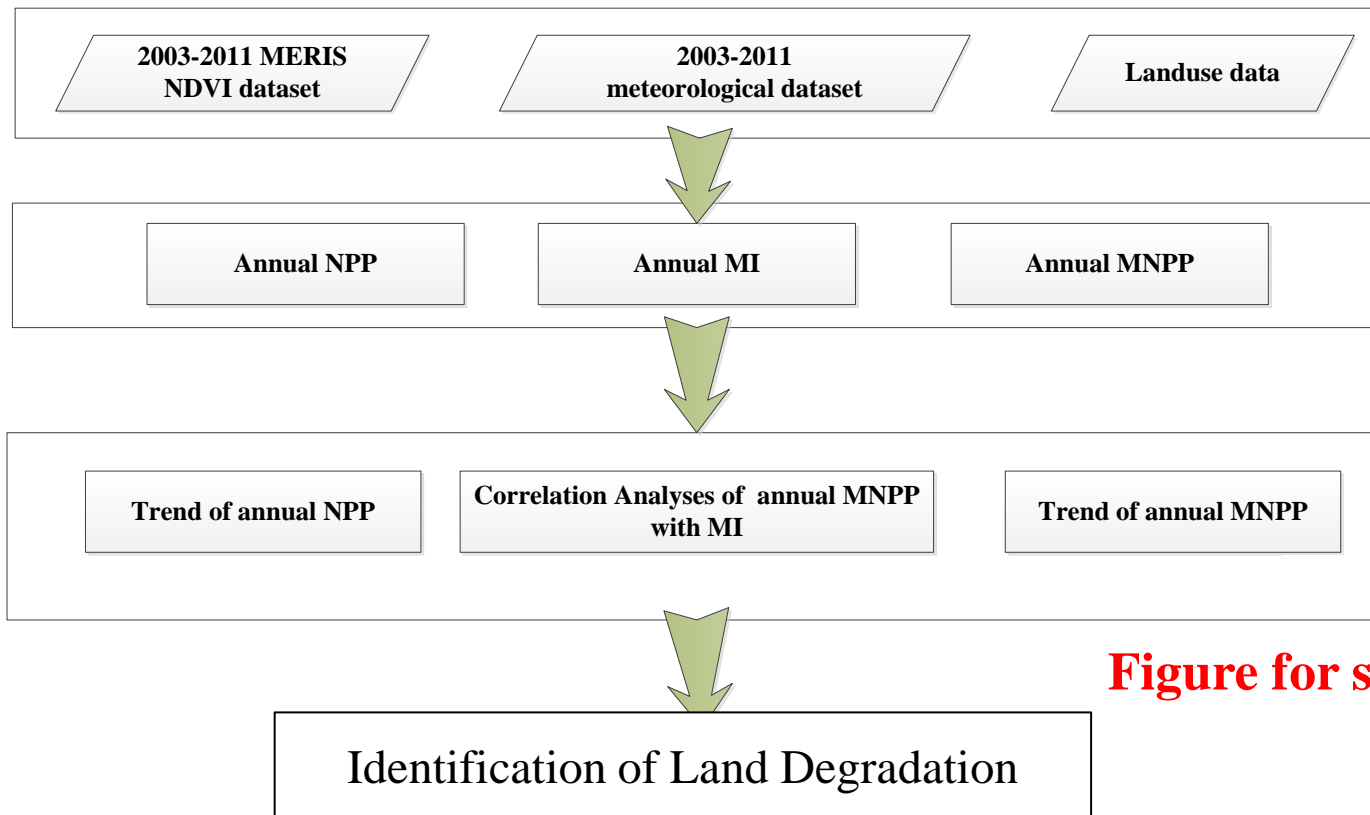 2003-2011 MERIS
NDVI dataset
2003-2011
meteorological dataset
Landuse data
Annual NPP
Annual MI
Annual MNPP
Trend of annual NPP
Correlation Analyses of annual MNPP
with MI
Trend of annual MNPP
Figure for s
Identification of Land Degradation